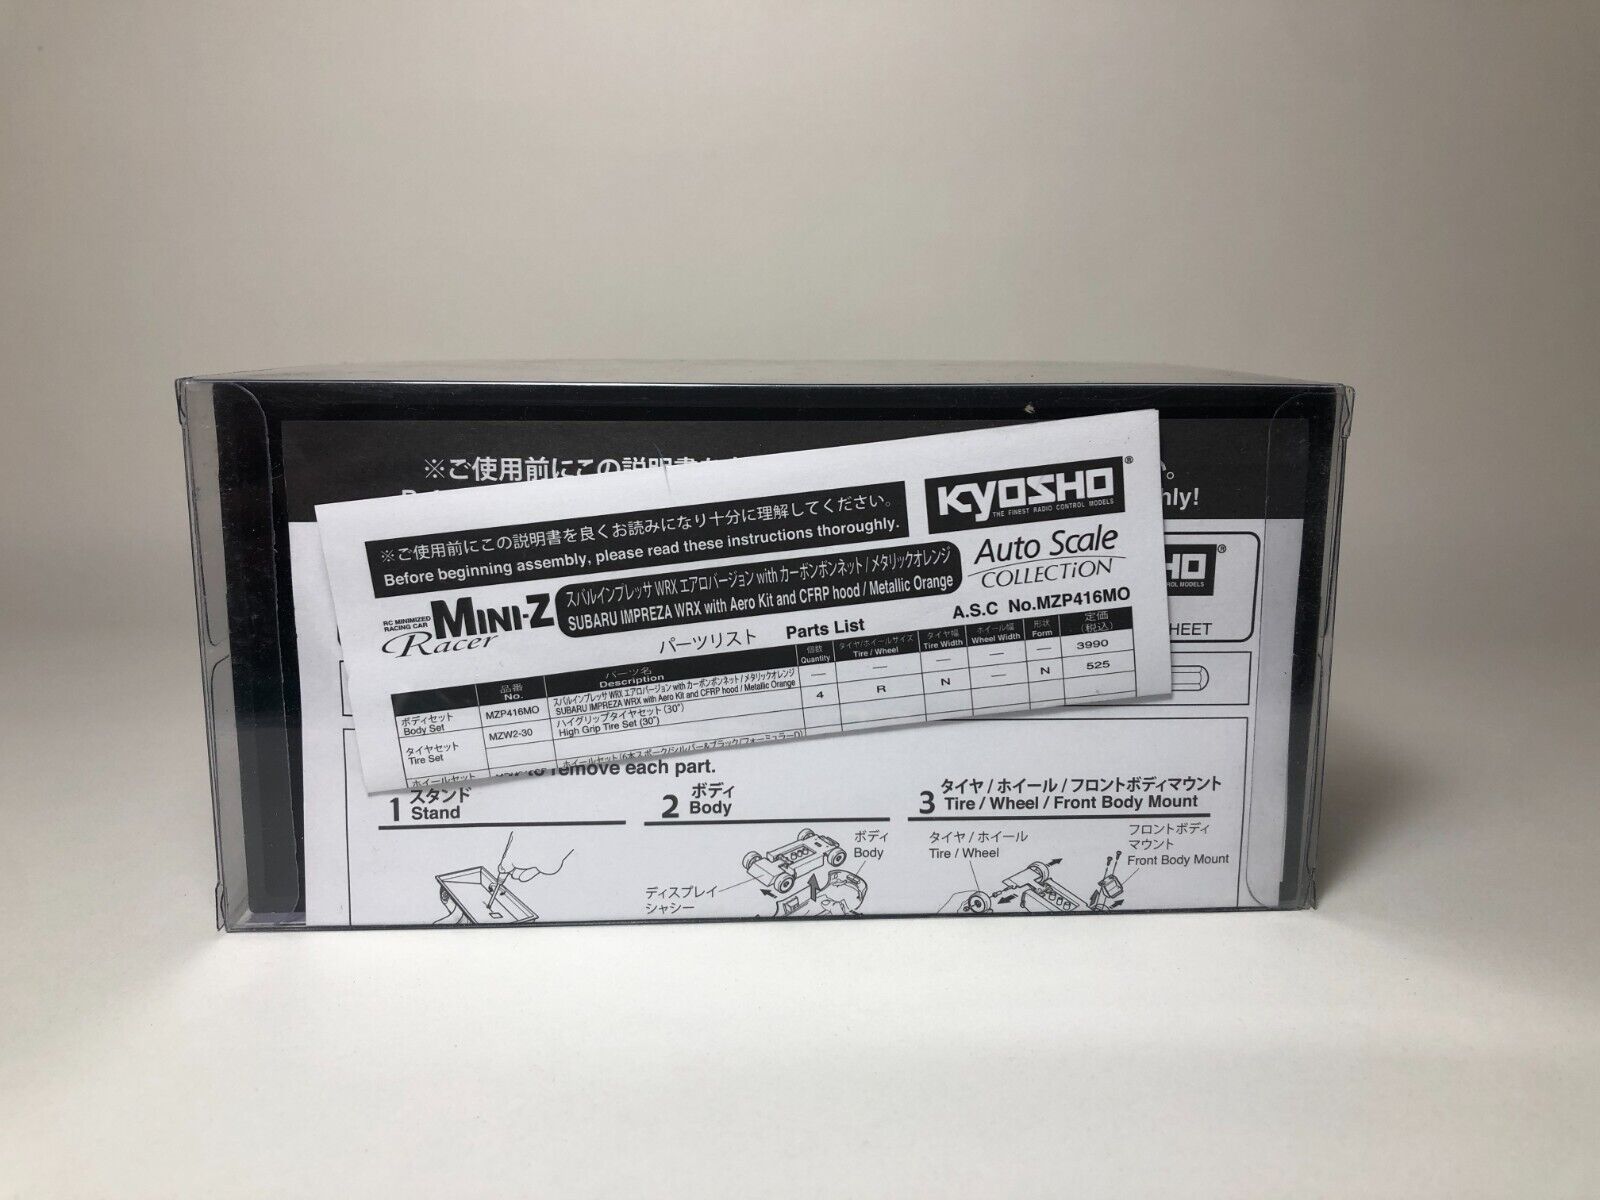 ※ご使用前にこの説明書を
い。
nly!
※ご使用前にこの説明書を良くお読みになり十分に理解してください。
Before beginning assembly, please read these instructions thoroughly.
KYOSHO®
THE FINEST RADIO CONTROL MODELS
Auto Scale
COLLECTiON
RC MINIMIZED
RACING CAR
MINI-Z
Racer
スバルインプレッサ WRX エアロバージョン with カーボンボンネット / メタリックオレンジ
SUBARU IMPREZA WRX with Aero Kit and CFRP hood / Metallic Orange
A.S.C No.MZP416MO
パーツリスト Parts List
品番 No. パーツ名 Description 個数 Quantity タイヤ/ホイールサイズ Tire / Wheel タイヤ幅 Tire Width ホイール幅 Wheel Width 形状 Form 定価 (税込)
ボディセット Body Set MZP416MO スバルインプレッサ WRX エアロバージョン with カーボンボンネット / メタリックオレンジ — — — — — 3990
SUBARU IMPREZA WRX with Aero Kit and CFRP hood / Metallic Orange
タイヤセット Tire Set MZW2-30 ハイグリップタイヤセット (30°) 4 R N — N 525
High Grip Tire Set (30°)
ホイールセット
HO®
OL MODELS
HEET
to remove each part.
1 スタンド
Stand
2 ボディ
Body
3 タイヤ / ホイール / フロントボディマウント
Tire / Wheel / Front Body Mount
ボディ
Body
ディスプレイ
シャシー
タイヤ / ホイール
Tire / Wheel
フロントボディ
マウント
Front Body Mount